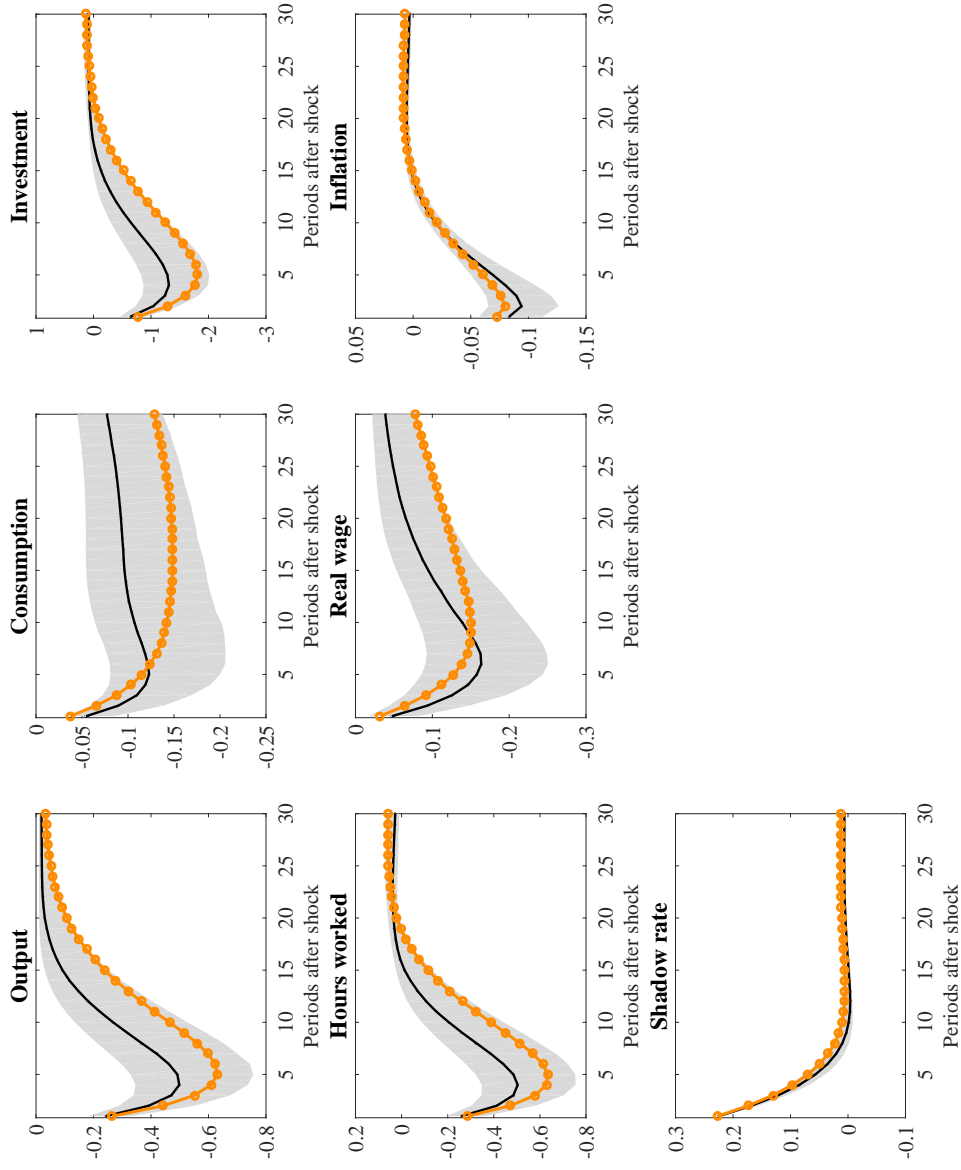 Output
0
-0.2
-0.4
-0.6
-0.8
5 10 15 20 25 30
Periods after shock
Consumption
0
-0.05
-0.1
-0.15
-0.2
-0.25
5 10 15 20 25 30
Periods after shock
Investment
1
0
-1
-2
-3
5 10 15 20 25 30
Periods after shock
Hours worked
0.2
0
-0.2
-0.4
-0.6
-0.8
5 10 15 20 25 30
Periods after shock
Real wage
0
-0.1
-0.2
-0.3
5 10 15 20 25 30
Periods after shock
Inflation
0.05
0
-0.05
-0.1
-0.15
5 10 15 20 25 30
Periods after shock
Shadow rate
0.3
0.2
0.1
0
-0.1
5 10 15 20 25 30
Periods after shock